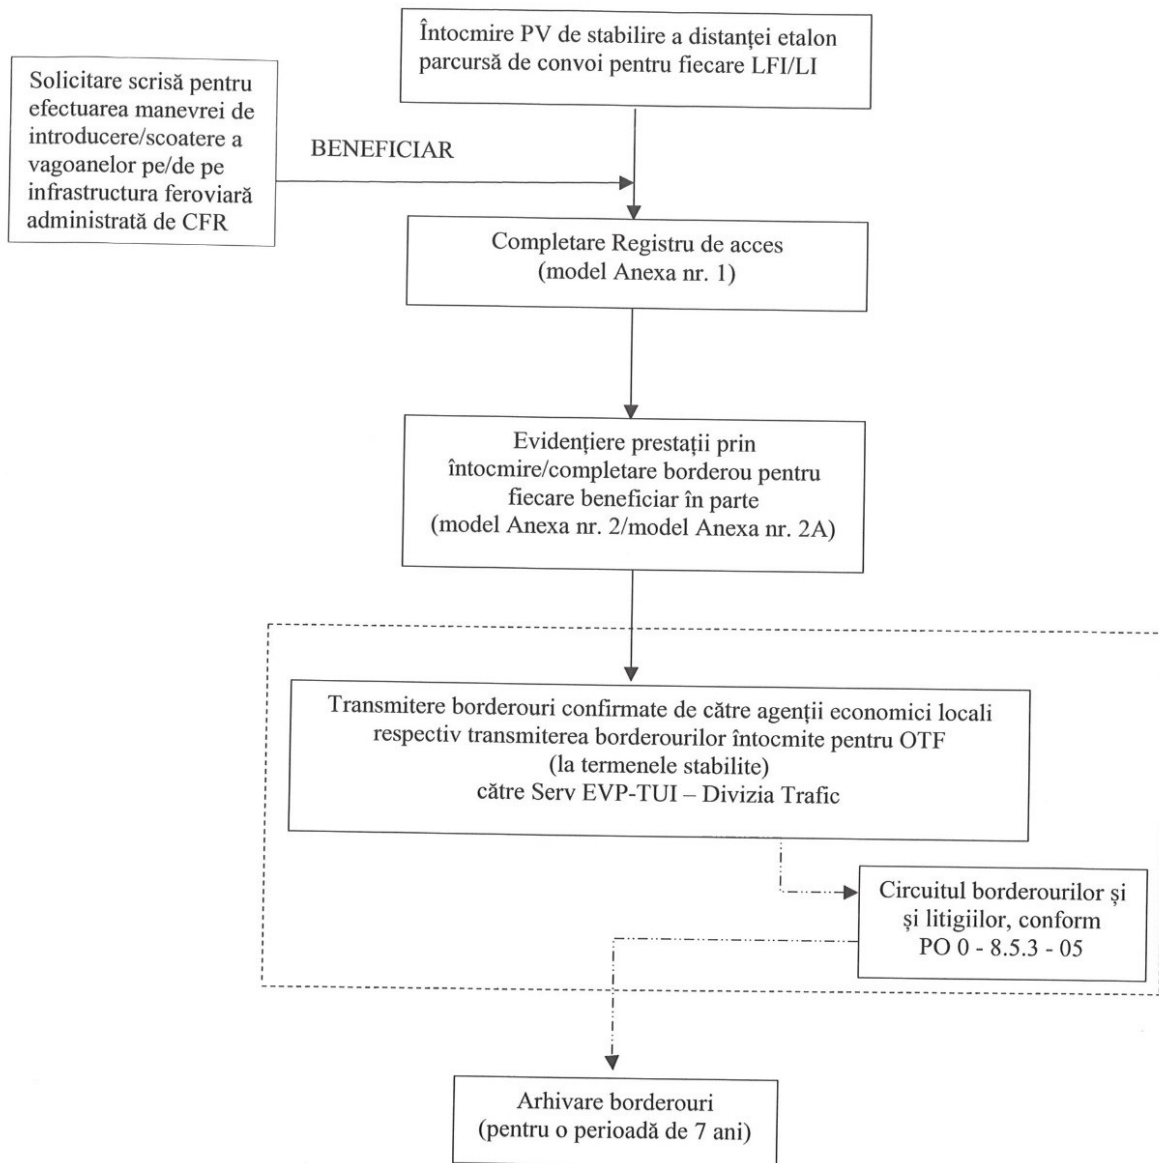 Întocmire PV de stabilire a distanței etalon
parcursă de convoi pentru fiecare LFI/LI
Solicitare scrisă pentru
efectuarea manevrei de
introducere/scoatere a
vagoanelor pe/de pe
infrastructura feroviară
administrată de CFR
BENEFICIAR
Completare Registru de acces
(model Anexa nr. 1)
Evidențiere prestații prin
întocmire/completare borderou pentru
fiecare beneficiar în parte
(model Anexa nr. 2/model Anexa nr. 2A)
Transmitere borderouri confirmate de către agenții economici locali
respectiv transmiterea borderourilor întocmite pentru OTF
(la termenele stabilite)
către Serv EVP-TUI – Divizia Trafic
Circuitul borderourilor și
și litigiilor, conform
PO 0 - 8.5.3 - 05
Arhivare borderouri
(pentru o perioadă de 7 ani)